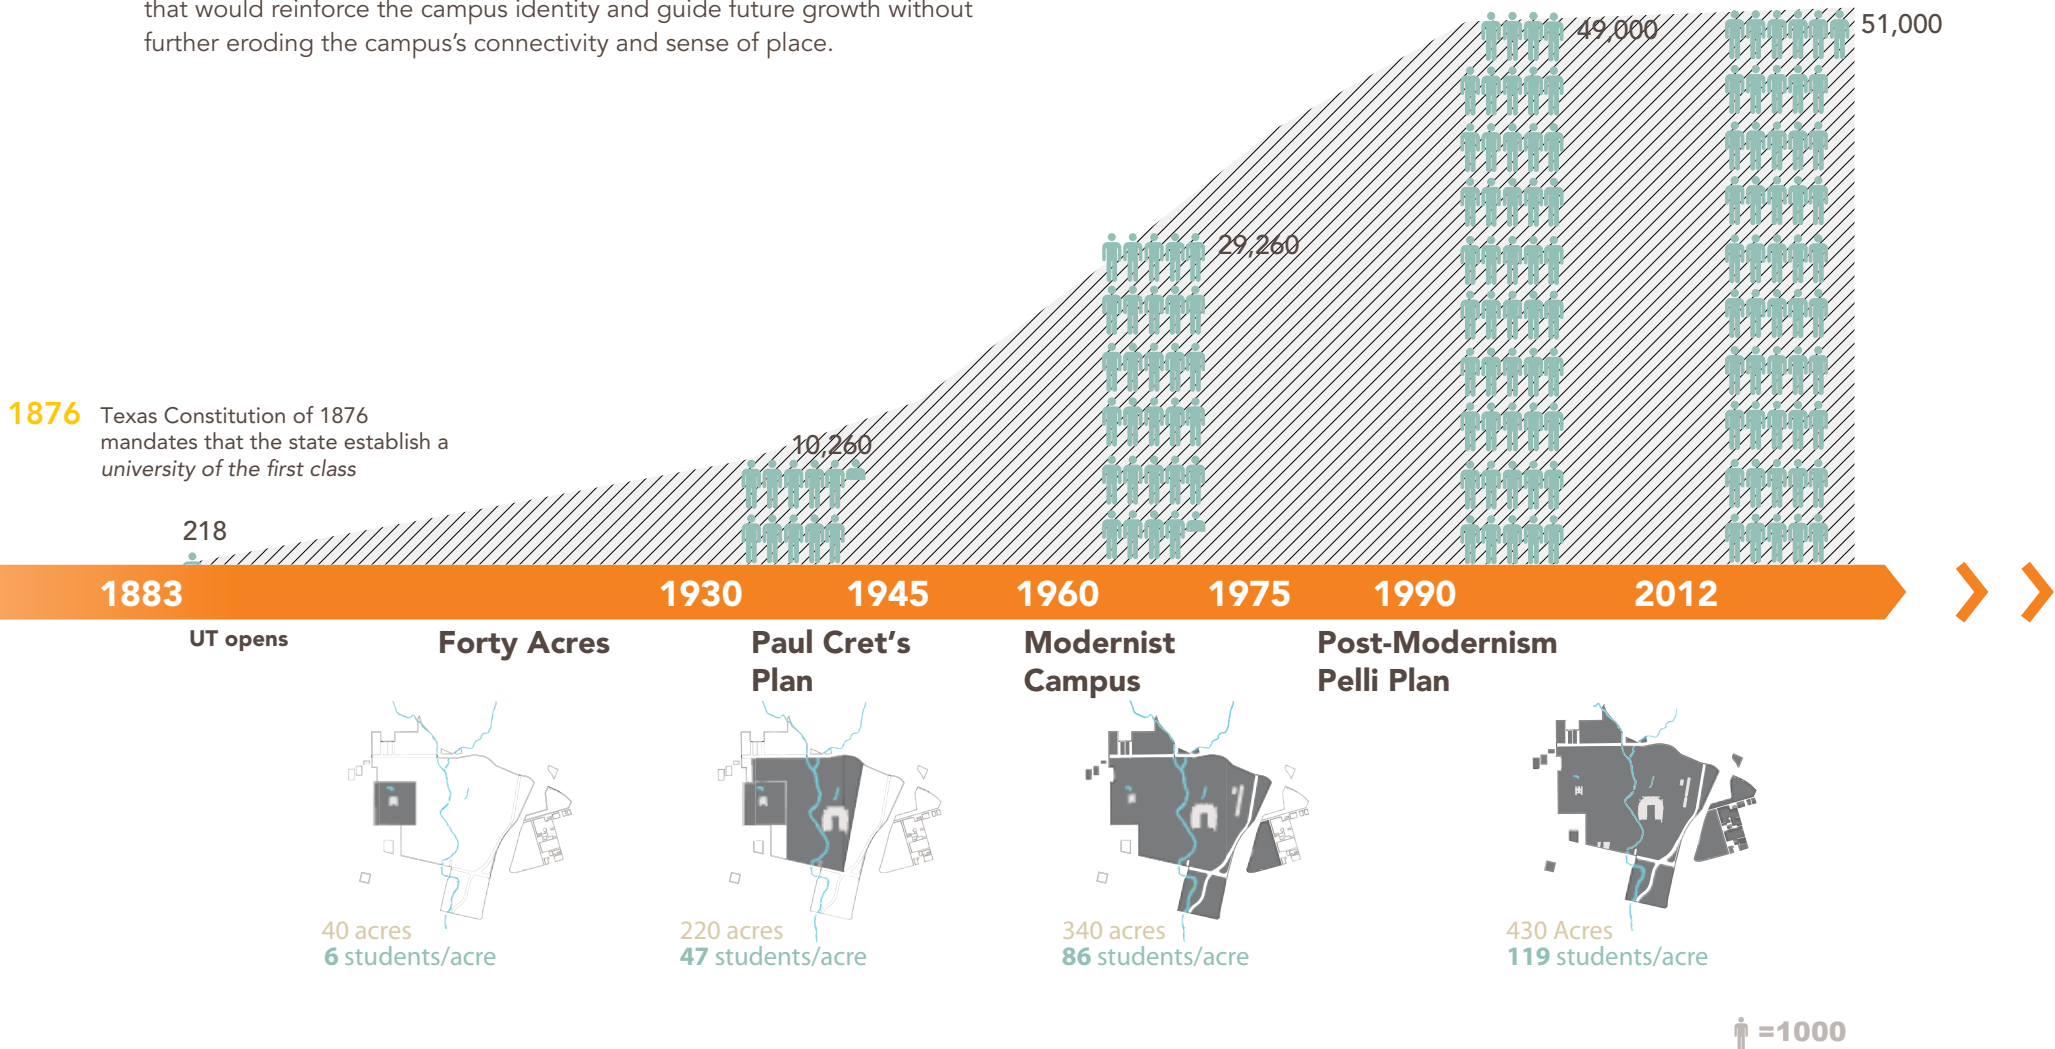 that would reinforce the campus identity and guide future growth without
further eroding the campus’s connectivity and sense of place.
49,000
51,000
29,260
1876 Texas Constitution of 1876
mandates that the state establish a
university of the first class
10,260
218
1883 1930 1945 1960 1975 1990 2012
UT opens
Forty Acres
Paul Cret’s
Plan
Modernist
Campus
Post-Modernism
Pelli Plan
40 acres
6 students/acre
220 acres
47 students/acre
340 acres
86 students/acre
430 Acres
119 students/acre
=1000